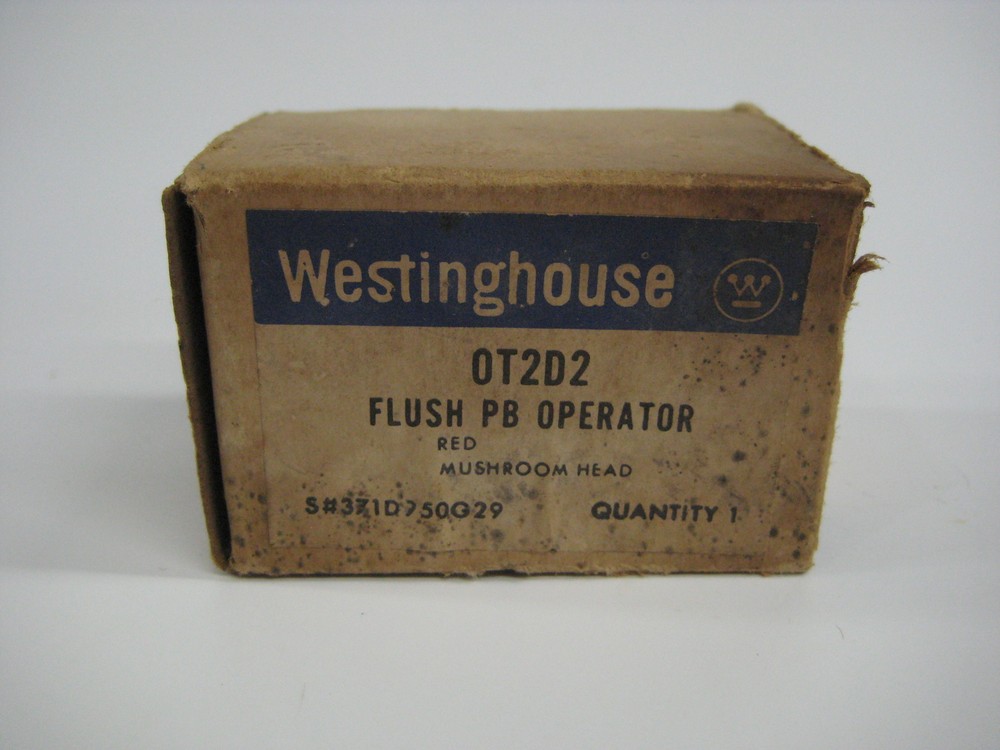 Westinghouse W
OT2D2
FLUSH PB OPERATOR
RED
MUSHROOM HEAD
S#371D750G29 QUANTITY 1